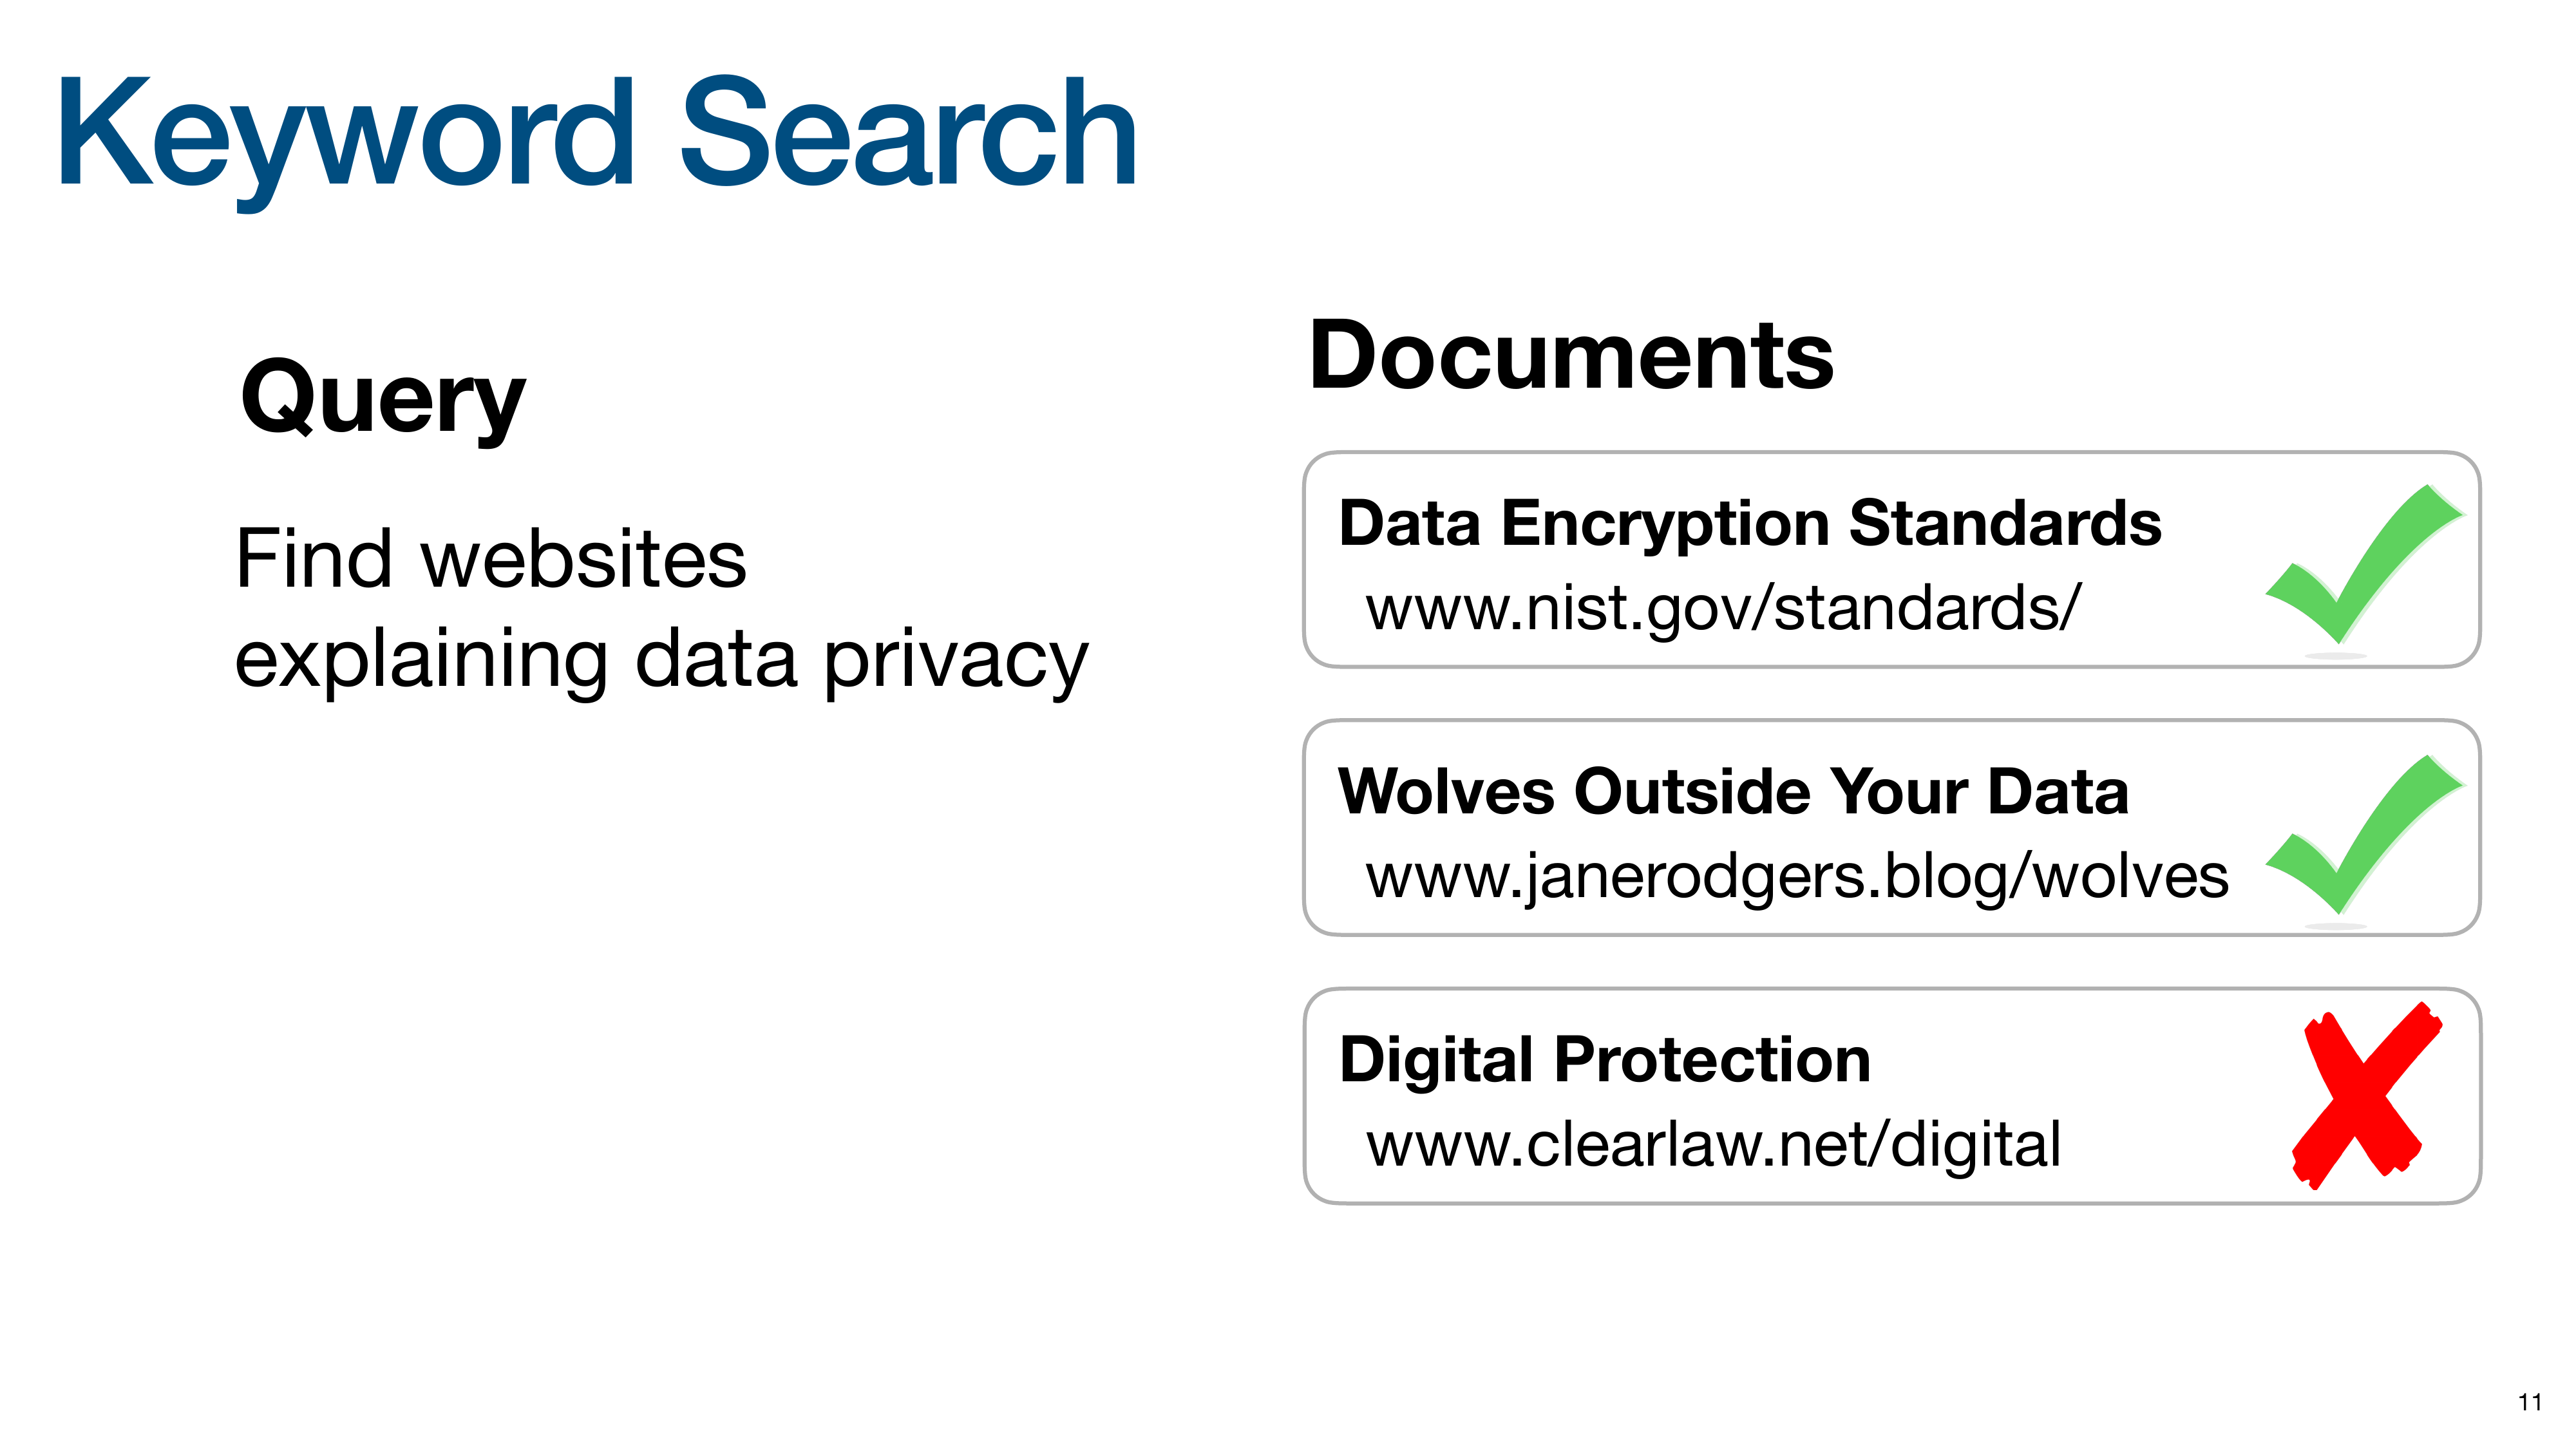 Keyword Search
Query
Find websites
explaining data privacy
Documents
Data Encryption Standards
www.nist.gov/standards/
Wolves Outside Your Data
www.janerodgers.blog/wolves
Digital Protection
www.clearlaw.net/digital
11